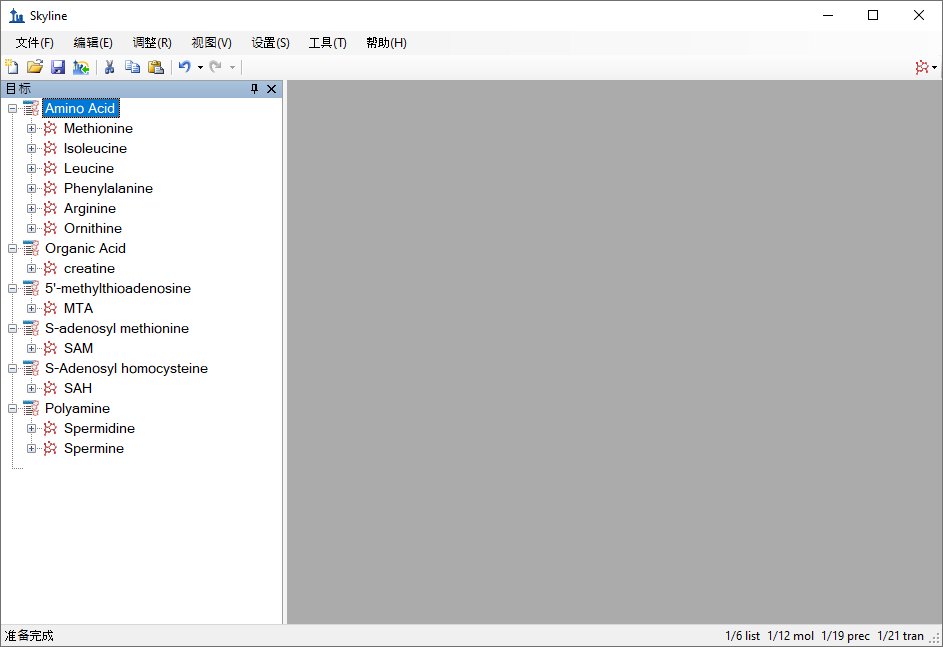 Skyline
文件(F) 编辑(E) 调整(R) 视图(V) 设置(S) 工具(T) 帮助(H)
目标
Amino Acid
Methionine
Isoleucine
Leucine
Phenylalanine
Arginine
Ornithine
Organic Acid
creatine
5'-methylthioadenosine
MTA
S-adenosyl methionine
SAM
S-Adenosyl homocysteine
SAH
Polyamine
Spermidine
Spermine
准备完成 1/6 list 1/12 mol 1/19 prec 1/21 tran